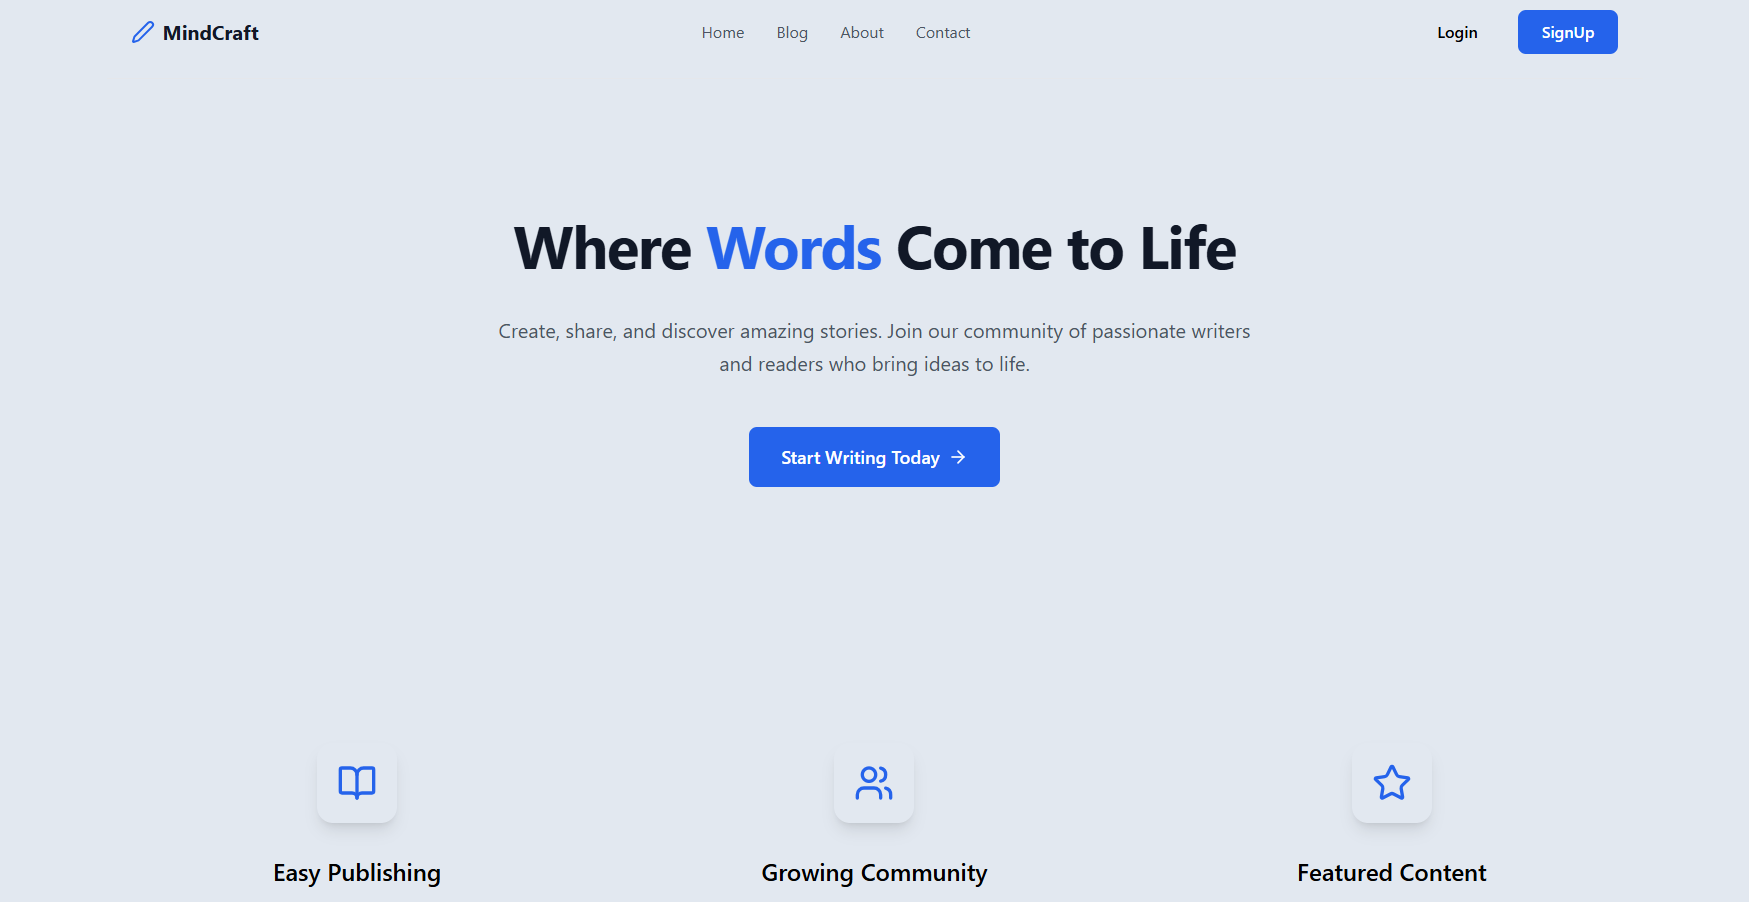 MindCraft
Home
Blog
About
Contact
Login
SignUp
Where Words Come to Life
Create, share, and discover amazing stories. Join our community of passionate writers
and readers who bring ideas to life.
Start Writing Today
Easy Publishing
Growing Community
Featured Content